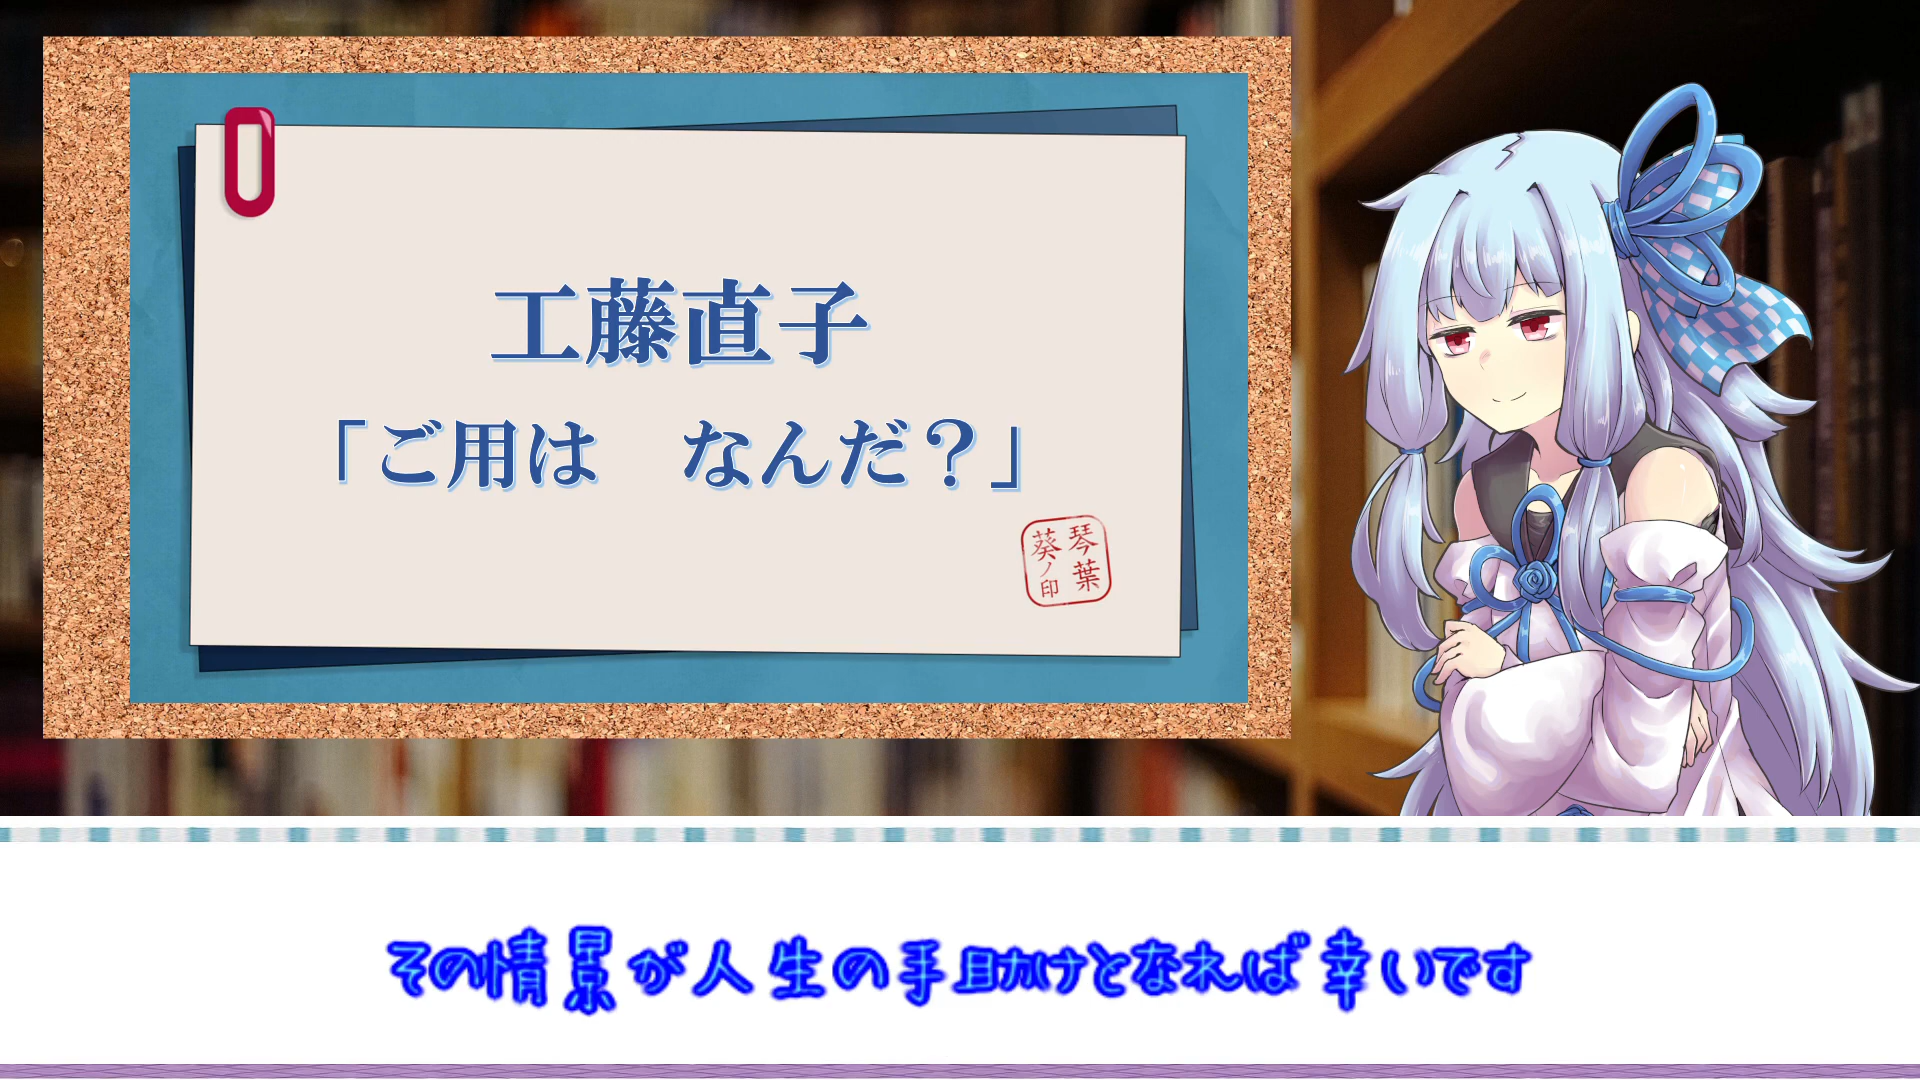 工藤直子
「ご用は　なんだ？」
琴葉
葵ノ印
その情景が人生の手助けとなれば幸いです